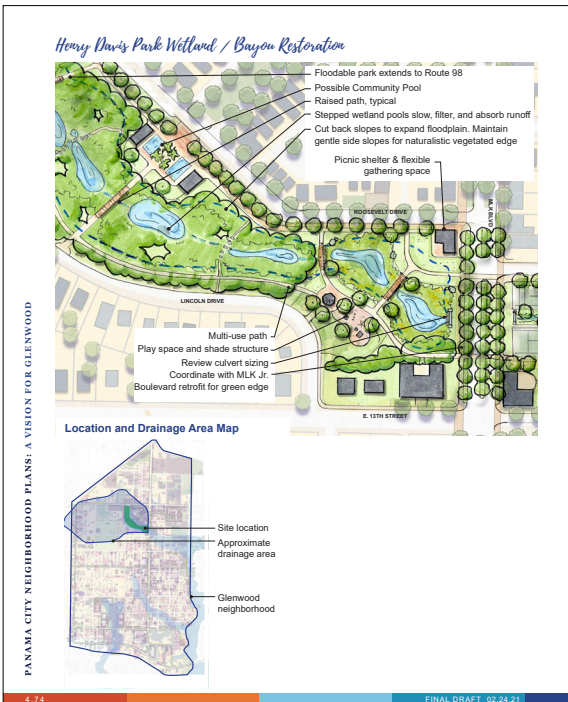 Henry Davis Park Wetland / Bayou Restoration
Floodable park extends to Route 98
Possible Community Pool
Raised path, typical
Stepped wetland pools slow, filter, and absorb runoff
Cut back slopes to expand floodplain. Maintain
gentle side slopes for naturalistic vegetated edge
Picnic shelter & flexible
gathering space
MLK BLVD
ROOSEVELT DRIVE
LINCOLN DRIVE
Multi-use path
Play space and shade structure
Review culvert sizing
Coordinate with MLK Jr.
Boulevard retrofit for green edge
E. 13TH STREET
Location and Drainage Area Map
Site location
Approximate
drainage area
Glenwood
neighborhood
PANAMA CITY NEIGHBORHOOD PLANS: A VISION FOR GLENWOOD
4.74
FINAL DRAFT 02.24.21